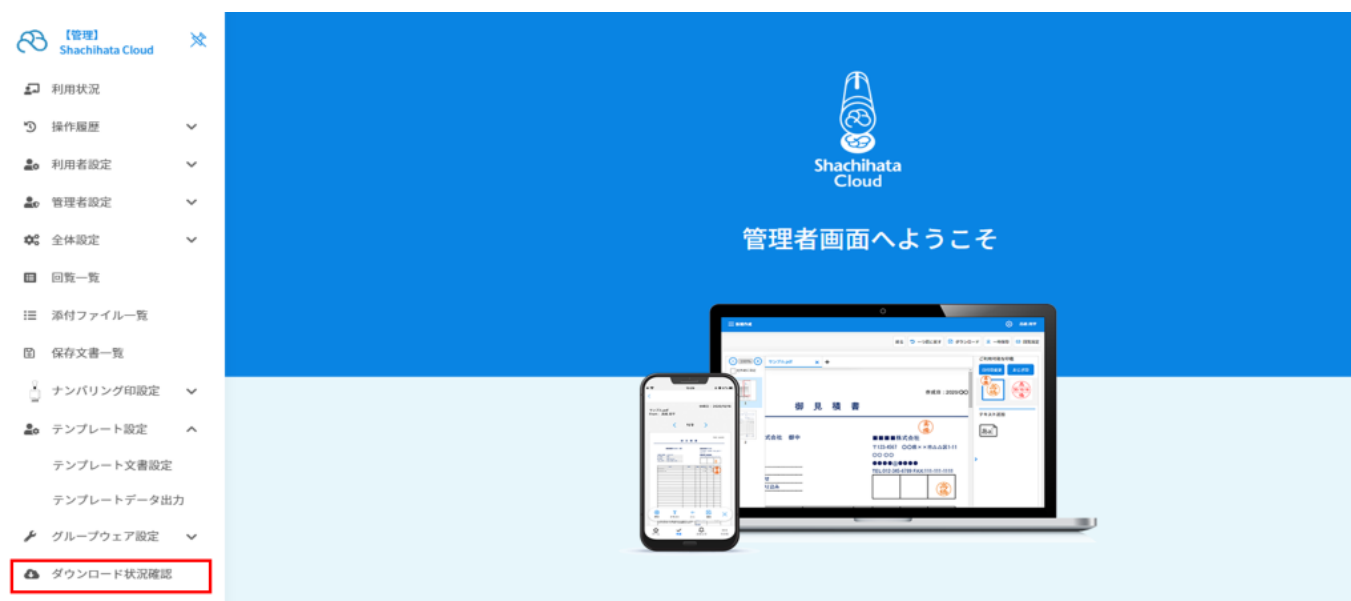 【管理】
Shachihata Cloud
利用状況
操作履歴
利用者設定
管理者設定
全体設定
回覧一覧
添付ファイル一覧
保存文書一覧
ナンバリング印設定
テンプレート設定
テンプレート文書設定
テンプレートデータ出力
グループウェア設定
ダウンロード状況確認
Shachihata
Cloud
管理者画面へようこそ
御見積書